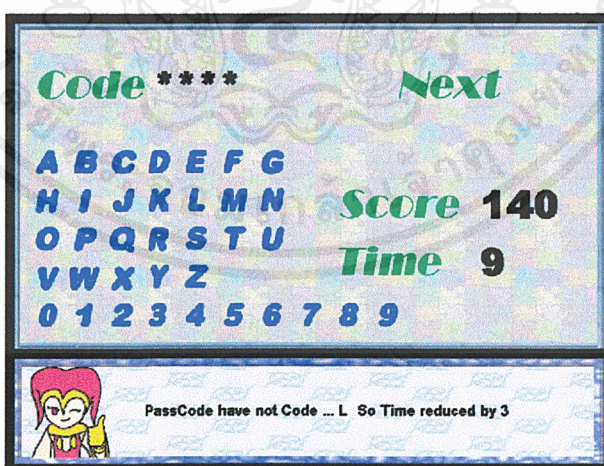 Code **** Next
A B C D E F G
H I J K L M N
O P Q R S T U
V W X Y Z
0 1 2 3 4 5 6 7 8 9
Score 140
Time 9
PassCode have not Code ... L So Time reduced by 3